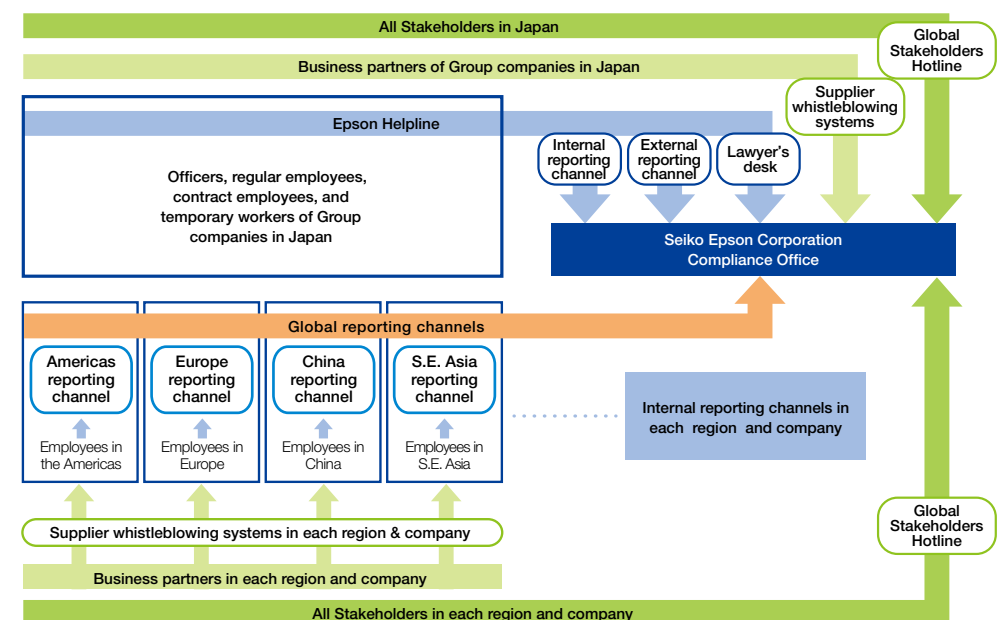 All Stakeholders in Japan
Global
Stakeholders
Hotline
Business partners of Group companies in Japan
Supplier
whistleblowing
systems
Epson Helpline
Internal
reporting
channel
External
reporting
channel
Lawyer's
desk
Officers, regular employees,
contract employees, and
temporary workers of Group
companies in Japan
Seiko Epson Corporation
Compliance Office
Global reporting channels
Americas
reporting
channel
Europe
reporting
channel
China
reporting
channel
S.E. Asia
reporting
channel
Internal reporting channels in
each region and company
Employees in
the Americas
Employees in
Europe
Employees in
China
Employees in
S.E. Asia
Global
Stakeholders
Hotline
Supplier whistleblowing systems in each region & company
Business partners in each region and company
All Stakeholders in each region and company